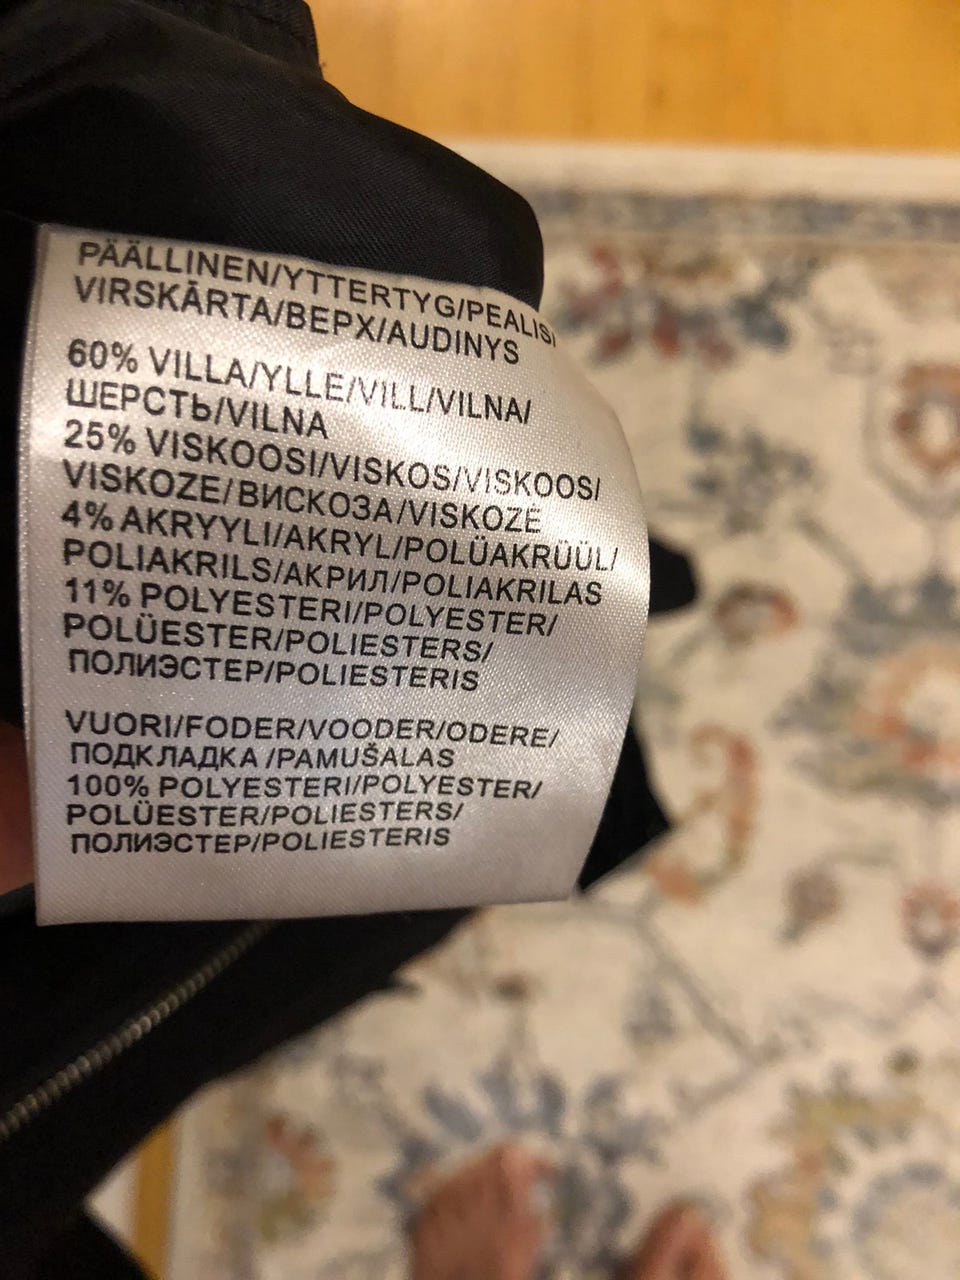 PÄÄLLINEN/YTTERTYG/PEALIS/
VIRSKĀRTA/ВЕРХ/AUDINYS
60% VILLA/YLLE/VILL/VILNA/
ШЕРСТЬ/VILNA
25% VISKOOSI/VISKOS/VISKOOS/
VISKOZE/ВИСКОЗА/VISKOZĖ
4% AKRYYLI/AKRYL/POLÜAKRÜÜL/
POLIAKRILS/АКРИЛ/POLIAKRILAS
11% POLYESTERI/POLYESTER/
POLÜESTER/POLIESTERS/
ПОЛИЭСТЕР/POLIESTERIS
VUORI/FODER/VOODER/ODERE/
ПОДКЛАДКА /PAMUŠALAS
100% POLYESTERI/POLYESTER/
POLÜESTER/POLIESTERS/
ПОЛИЭСТЕР/POLIESTERIS